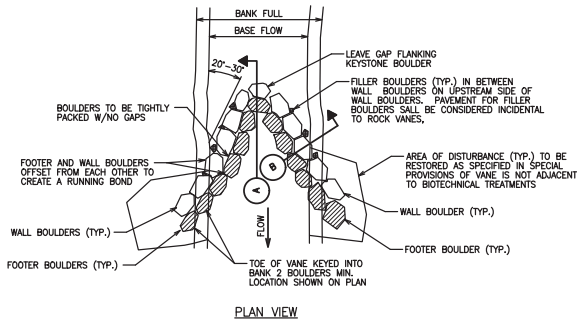 BANK FULL
BASE FLOW
20°-30°
LEAVE GAP FLANKING
KEYSTONE BOULDER
FILLER BOULDERS (TYP.) IN BETWEEN
WALL BOULDERS ON UPSTREAM SIDE OF
WALL BOULDERS. PAVEMENT FOR FILLER
BOULDERS SALL BE CONSIDERED INCIDENTAL
TO ROCK VANES,
BOULDERS TO BE TIGHTLY
PACKED W/NO GAPS
FOOTER AND WALL BOULDERS
OFFSET FROM EACH OTHER TO
CREATE A RUNNING BOND
B
A
AREA OF DISTURBANCE (TYP.) TO BE
RESTORED AS SPECIFIED IN SPECIAL
PROVISIONS OF VANE IS NOT ADJACENT
TO BIOTECHNICAL TREATMENTS
WALL BOULDER (TYP.)
FLOW
WALL BOULDERS (TYP.)
FOOTER BOULDER (TYP.)
FOOTER BOULDERS (TYP.)
TOE OF VANE KEYED INTO
BANK 2 BOULDERS MIN.
LOCATION SHOWN ON PLAN
PLAN VIEW